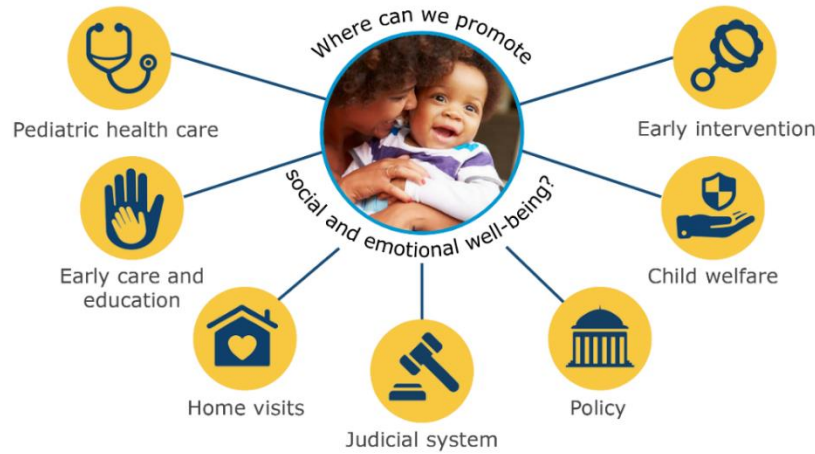 Where can we promote
social and emotional well-being?
Pediatric health care
Early care and
education
Home visits
Judicial system
Policy
Child welfare
Early intervention